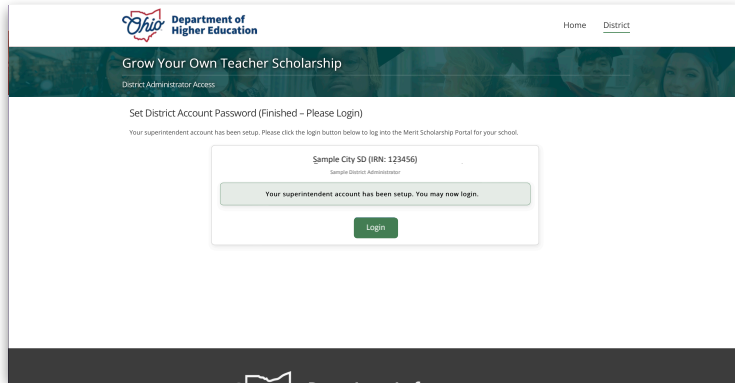 Ohio
Department of
Higher Education
Home District
Grow Your Own Teacher Scholarship
District Administrator Access
Set District Account Password (Finished – Please Login)
Your superintendent account has been setup. Please click the login button below to log into the Merit Scholarship Portal for your school.
Sample City SD (IRN: 123456)
Sample District Administrator
Your superintendent account has been setup. You may now login.
Login